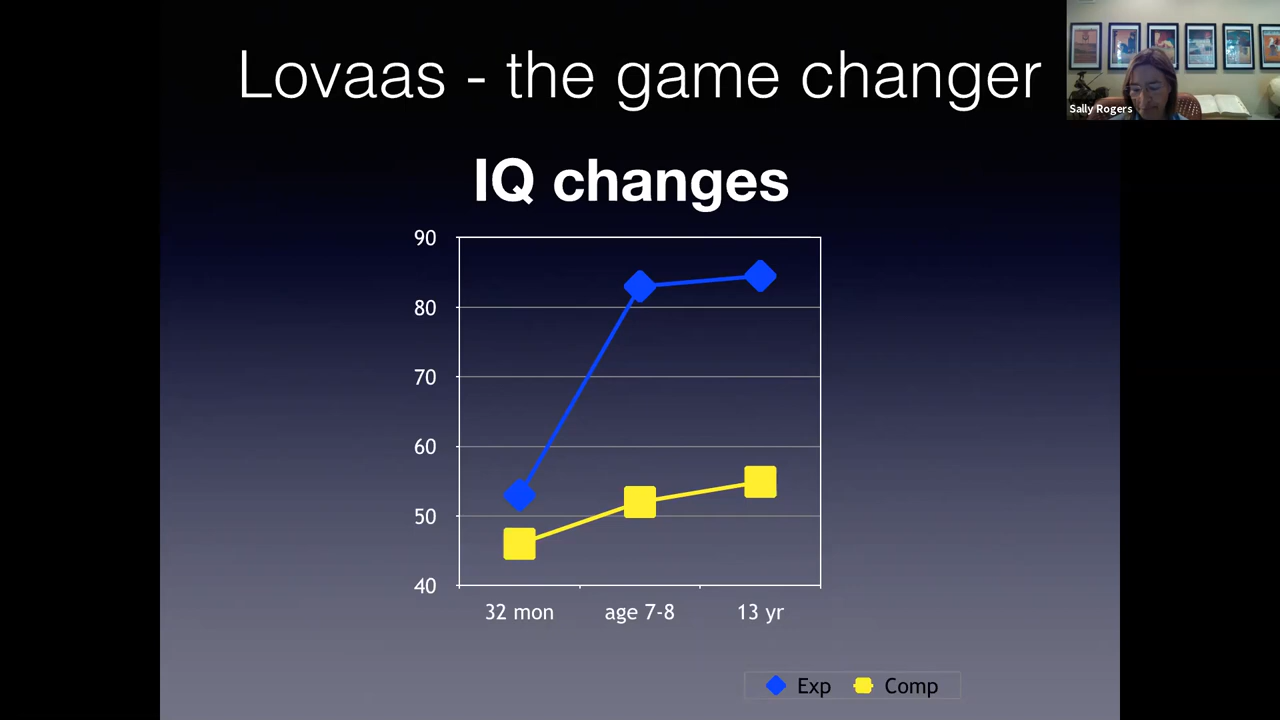 Lovaas - the game changer
Sally Rogers
IQ changes
90
80
70
60
50
40
32 mon
age 7-8
13 yr
Exp
Comp